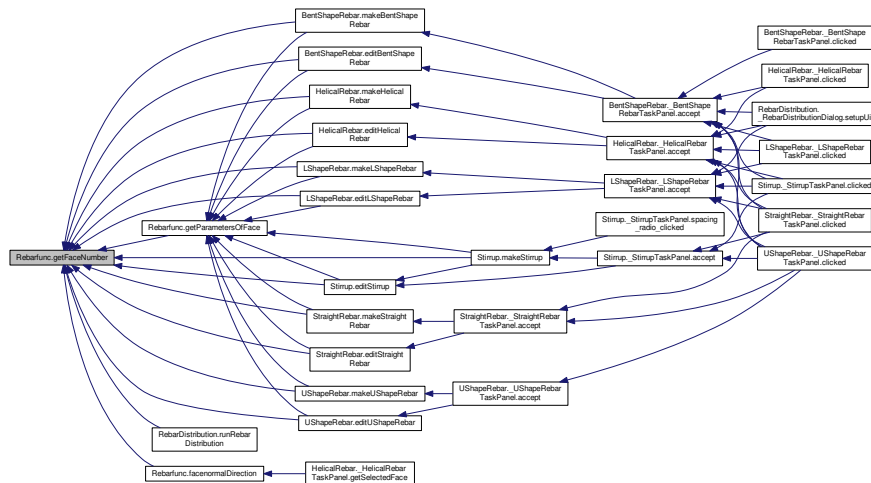 BentShapeRebar.makeBentShape
Rebar
BentShapeRebar.editBentShape
Rebar
HelicalRebar.makeHelical
Rebar
HelicalRebar.editHelical
Rebar
LShapeRebar.makeLShapeRebar
LShapeRebar.editLShapeRebar
Rebarfunc.getParametersOfFace
Rebarfunc.getFaceNumber
Stirrup.editStirrup
StraightRebar.makeStraight
Rebar
StraightRebar.editStraight
Rebar
UShapeRebar.makeUShapeRebar
UShapeRebar.editUShapeRebar
RebarDistribution.runRebar
Distribution
Rebarfunc.facenormalDirection
HelicalRebar._HelicalRebar
TaskPanel.getSelectedFace
Stirrup.makeStirrup
StraightRebar._StraightRebar
TaskPanel.accept
UShapeRebar._UShapeRebar
TaskPanel.accept
BentShapeRebar._BentShape
RebarTaskPanel.accept
HelicalRebar._HelicalRebar
TaskPanel.accept
LShapeRebar._LShapeRebar
TaskPanel.accept
Stirrup._StirrupTaskPanel.spacing
_radio_clicked
Stirrup._StirrupTaskPanel.accept
BentShapeRebar._BentShape
RebarTaskPanel.clicked
HelicalRebar._HelicalRebar
TaskPanel.clicked
RebarDistribution.
_RebarDistributionDialog.setupUi
LShapeRebar._LShapeRebar
TaskPanel.clicked
Stirrup._StirrupTaskPanel.clicked
StraightRebar._StraightRebar
TaskPanel.clicked
UShapeRebar._UShapeRebar
TaskPanel.clicked